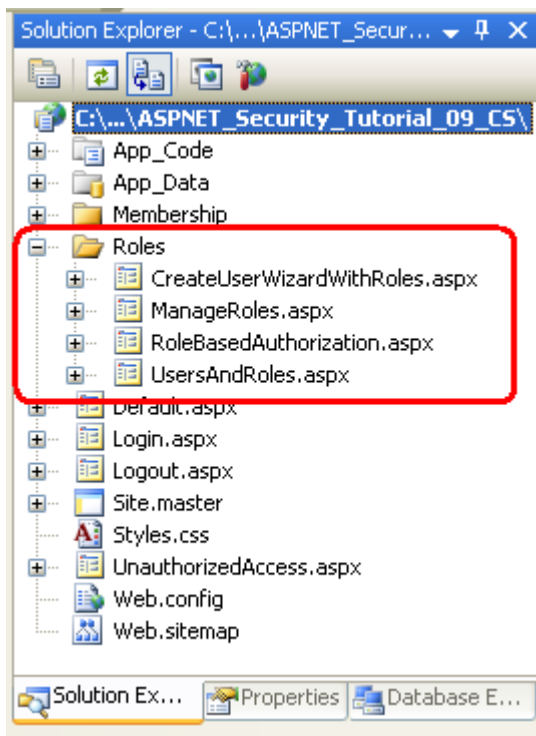 Solution Explorer - C:\...\ASPNET_Secur...
C:\...\ASPNET_Security_Tutorial_09_CS\
App_Code
App_Data
Membership
Roles
CreateUserWizardWithRoles.aspx
ManageRoles.aspx
RoleBasedAuthorization.aspx
UsersAndRoles.aspx
Default.aspx
Login.aspx
Logout.aspx
Site.master
Styles.css
UnauthorizedAccess.aspx
Web.config
Web.sitemap
Solution Ex... Properties Database E...